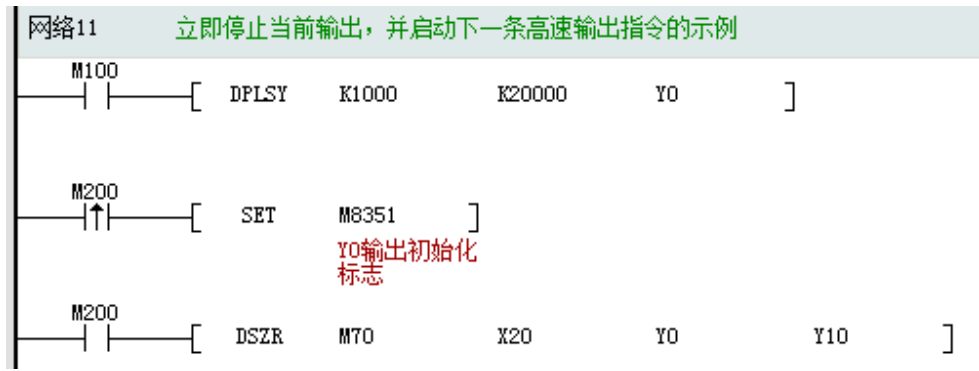 网络11 立即停止当前输出，并启动下一条高速输出指令的示例
M100
[ DPLSY K1000 K20000 Y0 ]
M200
[ SET M8351 ]
Y0输出初始化
标志
M200
[ DSZR M70 X20 Y0 Y10 ]